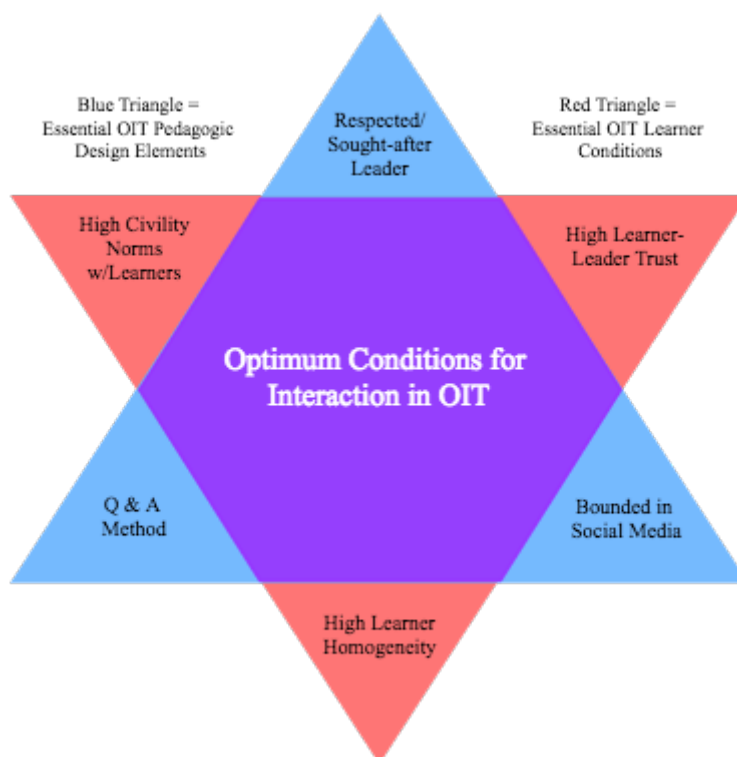 Blue Triangle =
Essential OIT Pedagogic
Design Elements
Respected/
Sought-after
Leader
Red Triangle =
Essential OIT Learner
Conditions
High Civility
Norms
w/Learners
High Learner-
Leader Trust
Optimum Conditions for
Interaction in OIT
Q & A
Method
Bounded in
Social Media
High Learner
Homogeneity